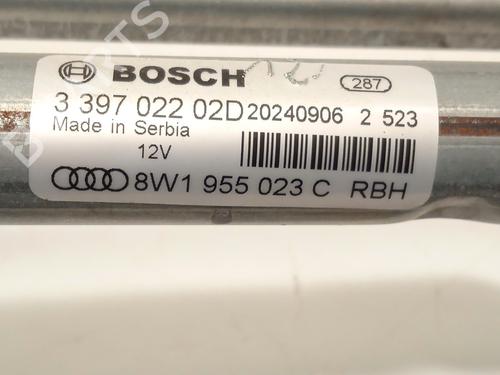 BOSCH
287
3 397 022 02D 20240906 2 523
Made in Serbia
12V
8W1 955 023 C RBH